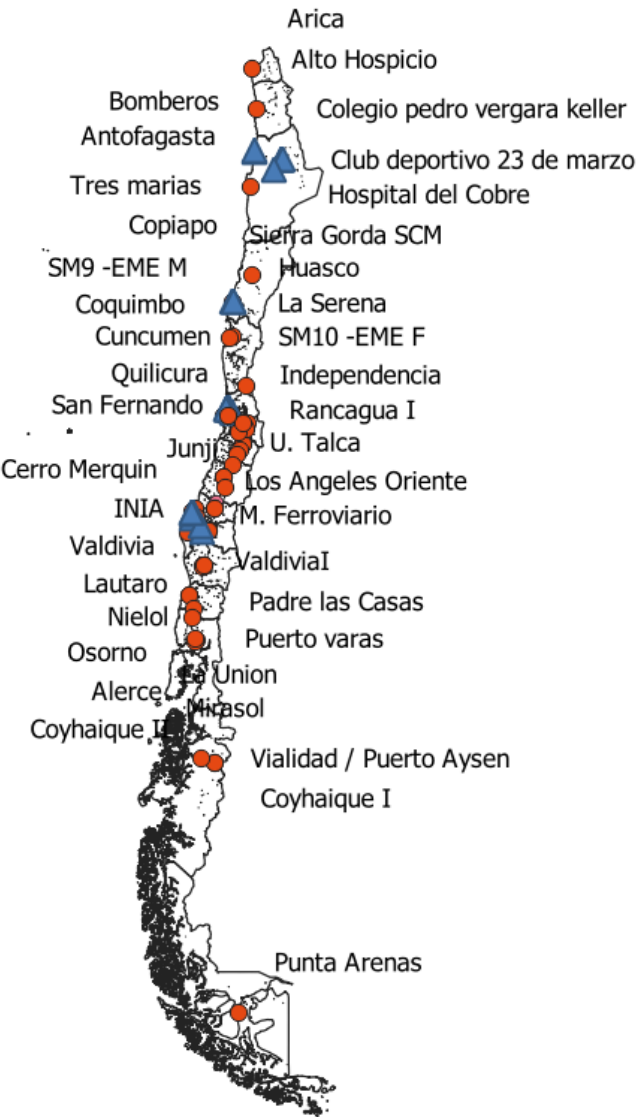 Arica
Alto Hospicio
Bomberos
Colegio pedro vergara keller
Antofagasta
Club deportivo 23 de marzo
Tres marias
Hospital del Cobre
Copiapo
Sierra Gorda SCM
SM9 -EME M
Huasco
Coquimbo
La Serena
Cuncumen
SM10 -EME F
Quilicura
Independencia
San Fernando
Rancagua I
Junji
U. Talca
Cerro Merquin
Los Angeles Oriente
INIA
M. Ferroviario
Valdivia
ValdiviaI
Lautaro
Padre las Casas
Nielol
Puerto varas
Osorno
La Union
Alerce
Mirasol
Coyhaique II
Vialidad / Puerto Aysen
Coyhaique I
Punta Arenas